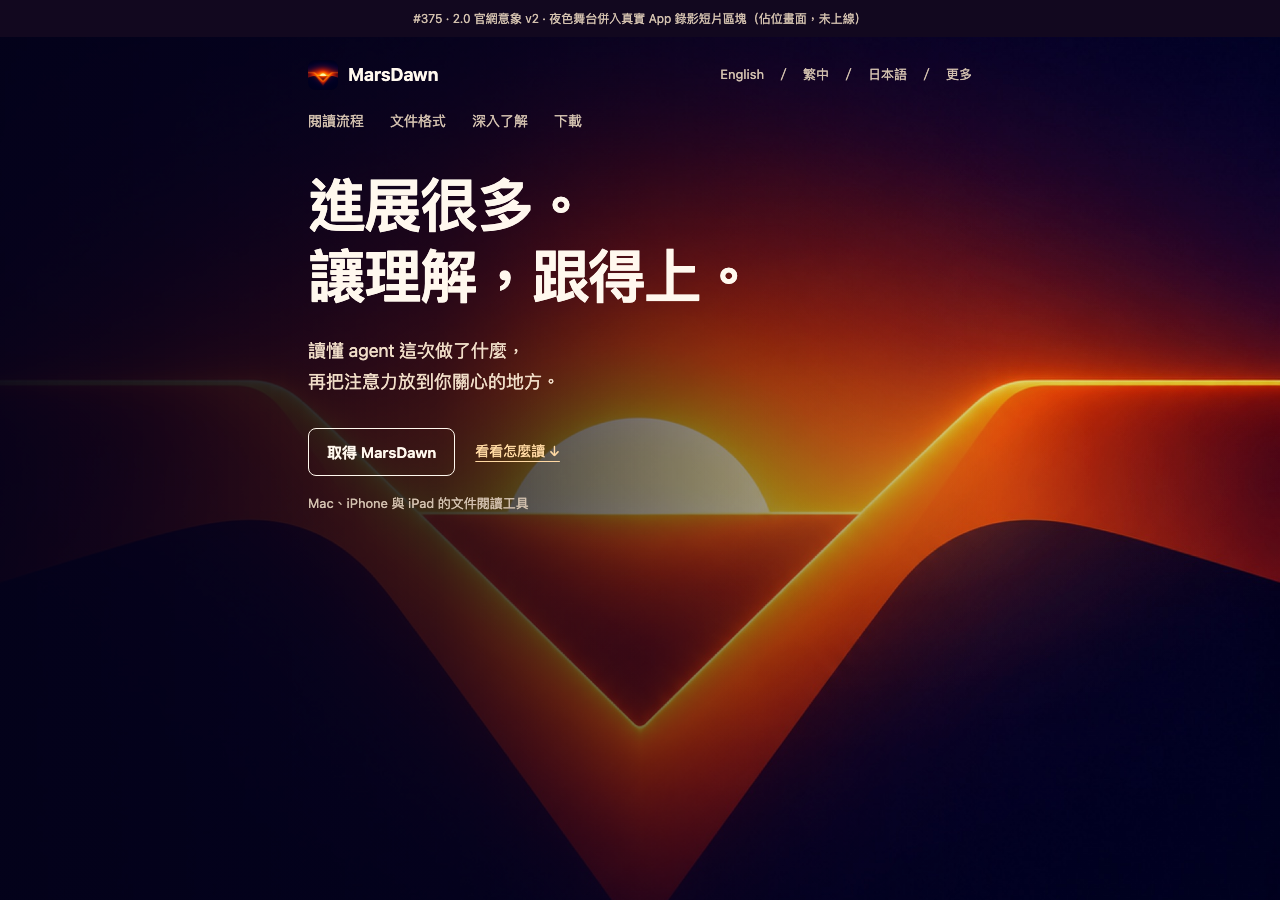 #375 · 2.0 官網意象 v2 · 夜色舞台併入真實 App 錄影短片區塊（佔位畫面，未上線）
MarsDawn
English / 繁中 / 日本語 / 更多
閱讀流程 文件格式 深入了解 下載
進展很多。
讓理解，跟得上。
讀懂 agent 這次做了什麼，
再把注意力放到你關心的地方。
取得 MarsDawn 看看怎麼讀 ↓
Mac、iPhone 與 iPad 的文件閱讀工具